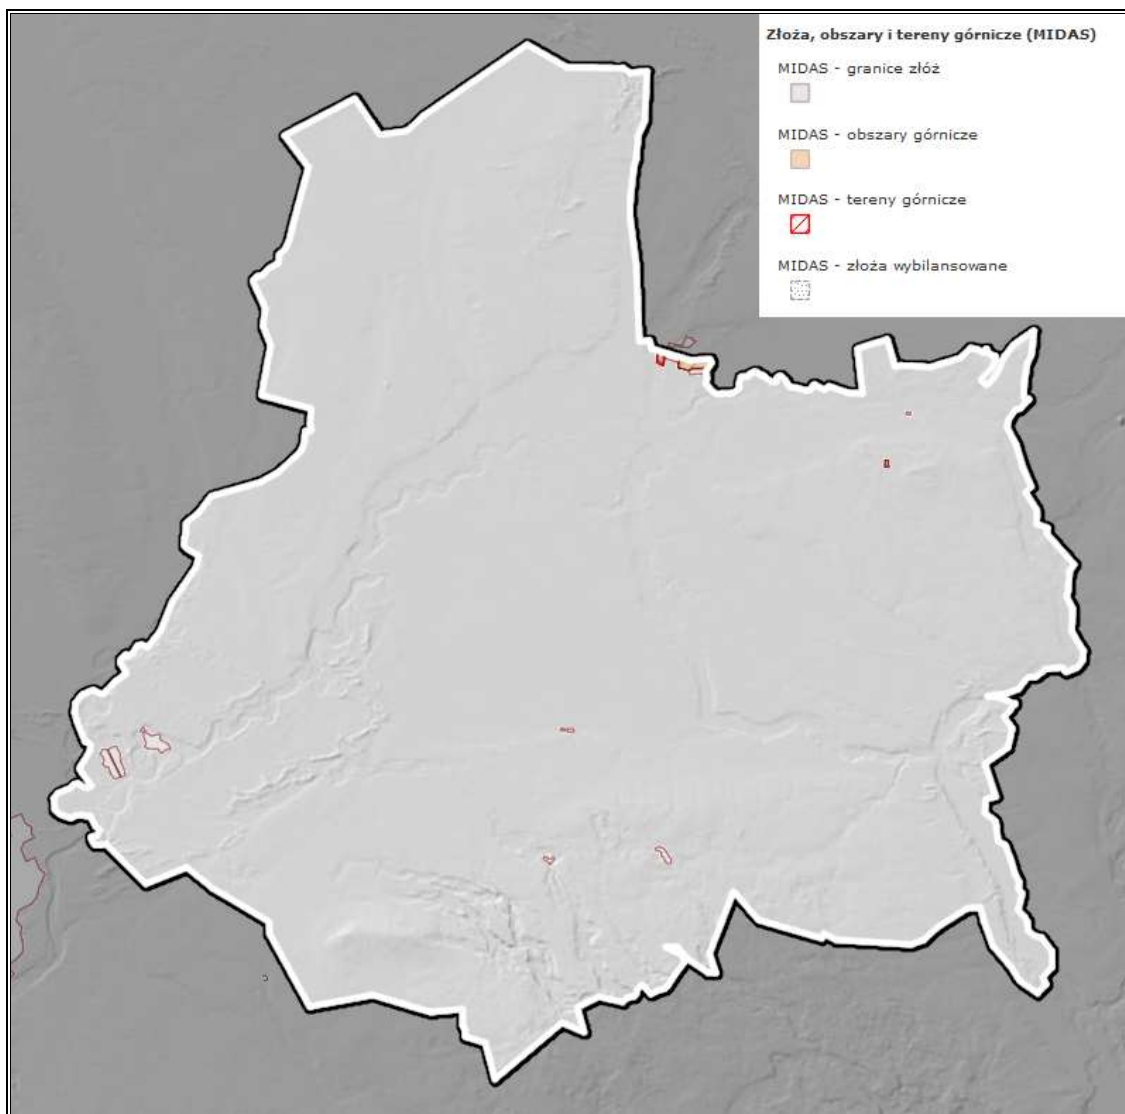 Złoża, obszary i tereny górnicze (MIDAS)
MIDAS - granice złóż
MIDAS - obszary górnicze
MIDAS - tereny górnicze
MIDAS - złoża wybilansowane